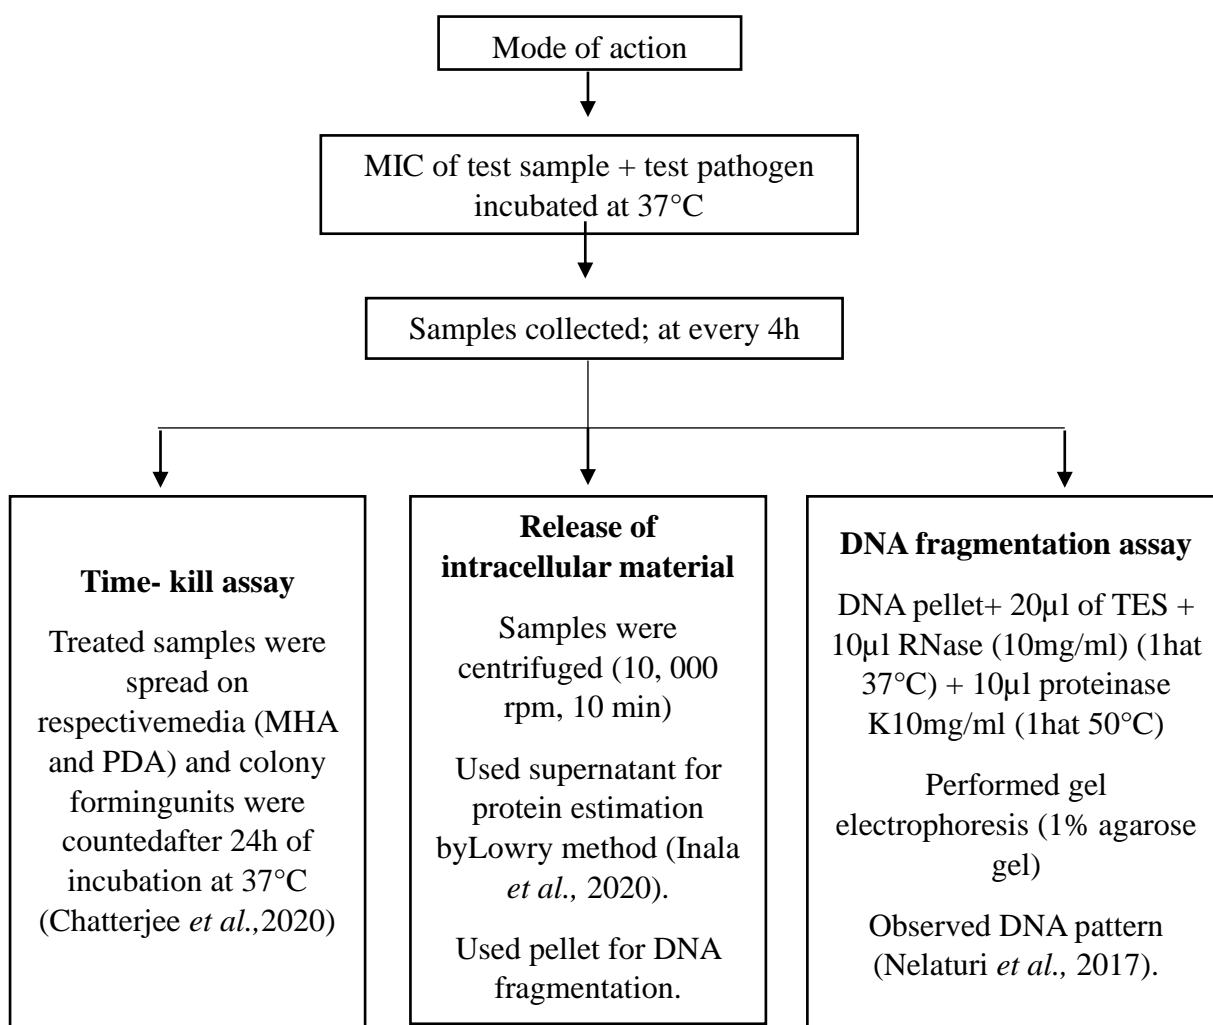 Mode of action
MIC of test sample + test pathogen
incubated at 37°C
Samples collected; at every 4h
Time- kill assay
Treated samples were
spread on
respectivemedia (MHA
and PDA) and colony
formingunits were
countedafter 24h of
incubation at 37°C
(Chatterjee et al.,2020)
Release of
intracellular material
Samples were
centrifuged (10, 000
rpm, 10 min)
Used supernatant for
protein estimation
byLowry method (Inala
et al., 2020).
Used pellet for DNA
fragmentation.
DNA fragmentation assay
DNA pellet+ 20µl of TES +
10µl RNase (10mg/ml) (1hat
37°C) + 10µl proteinase
K10mg/ml (1hat 50°C)
Performed gel
electrophoresis (1% agarose
gel)
Observed DNA pattern
(Nelaturi et al., 2017).